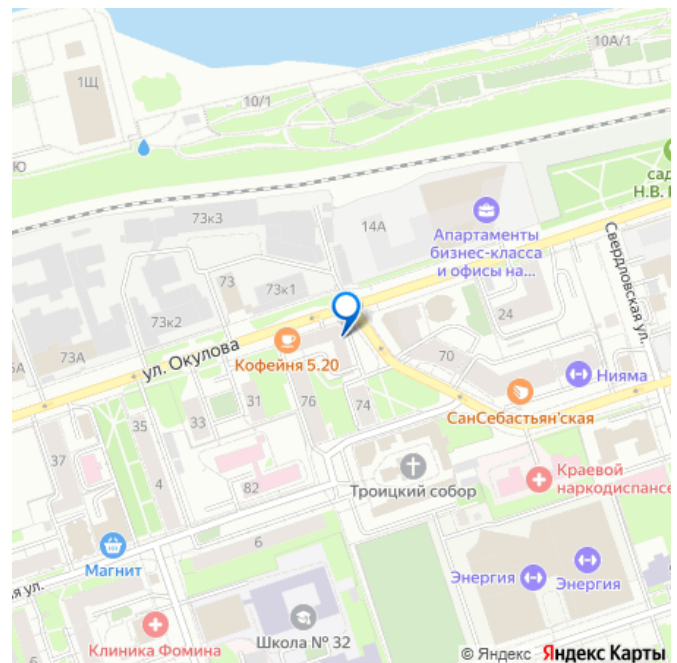 10А/1
1Щ
10/1
Ю
сад
Н.В.
73к3
14А
Апартаменты
бизнес-класса
и офисы на...
Свердловская ул.
73
73к1
24
73к2
ул. Окулова
73А
Кофейня 5.20
70
Нияма
СанСебастьян'ская
31
76
74
35
33
37
Троицкий собор
Краевой
наркодиспансе
4
82
Магнит
6
Энергия
Энергия
ая ул.
Школа № 32
Клиника Фомина
© Яндекс Яндекс Карты